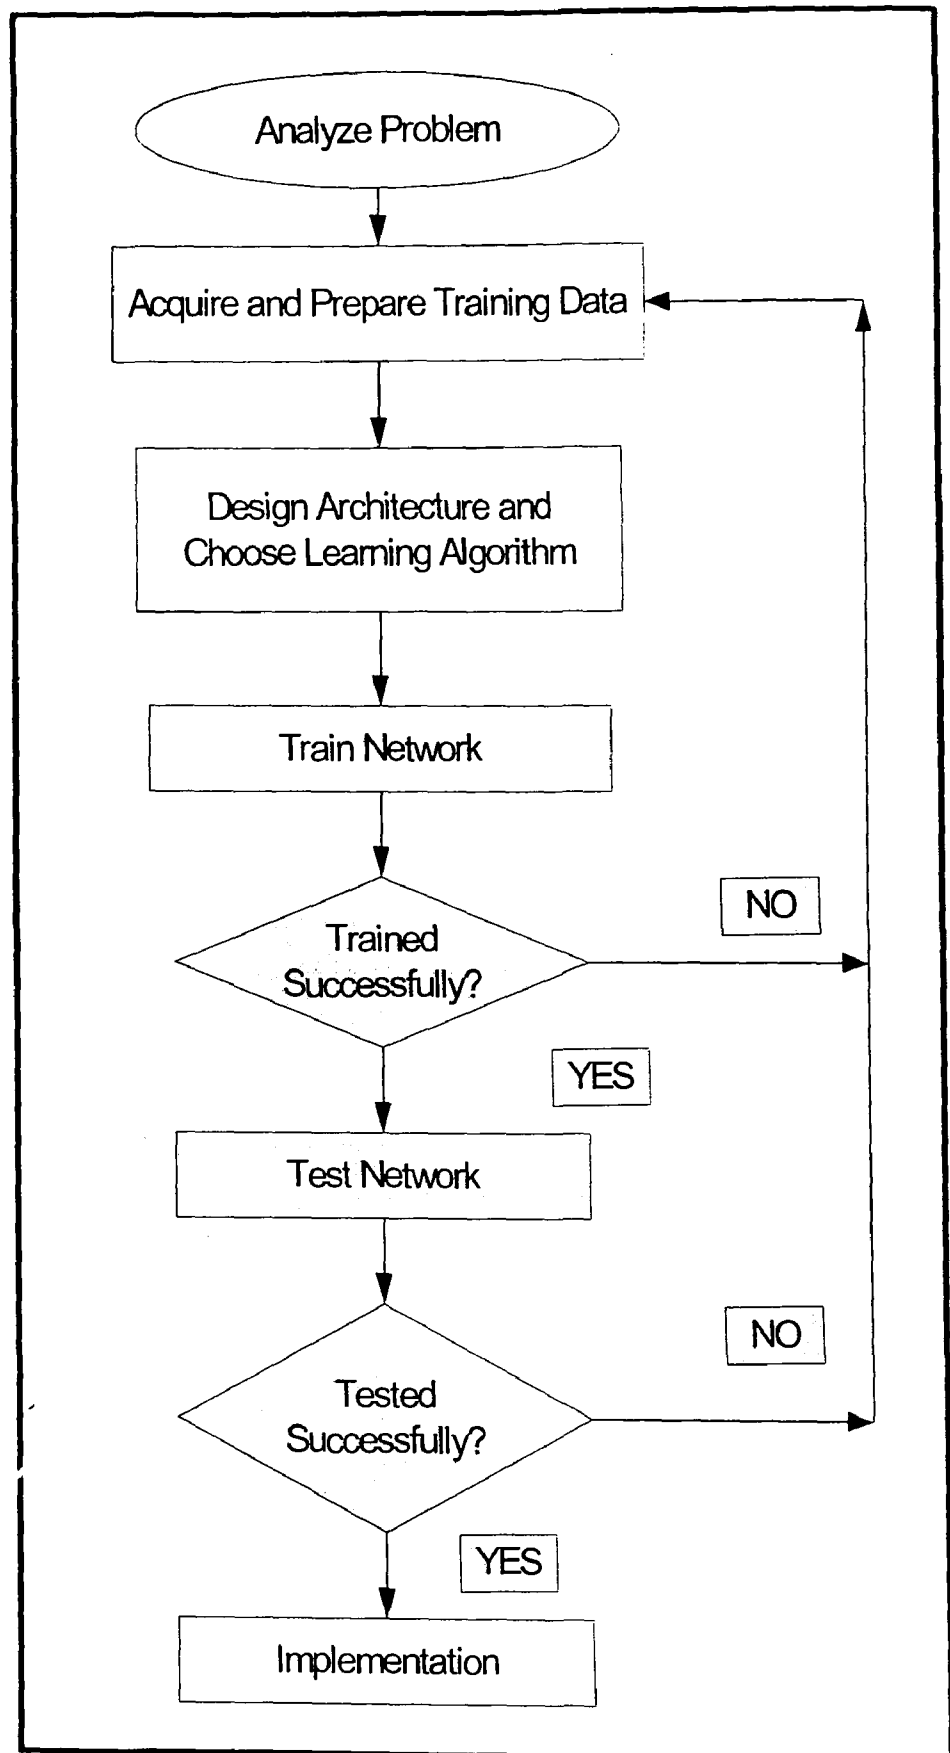 Analyze Problem
Acquire and Prepare Training Data
Design Architecture and
Choose Learning Algorithm
Train Network
Trained
Successfully?
NO
YES
Test Network
Tested
Successfully?
NO
YES
Implementation